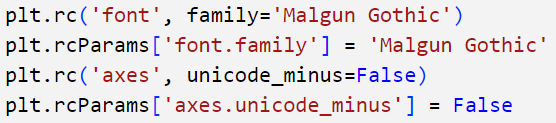 plt.rc('font', family='Malgun Gothic')
plt.rcParams['font.family'] = 'Malgun Gothic'
plt.rc('axes', unicode_minus=False)
plt.rcParams['axes.unicode_minus'] = False